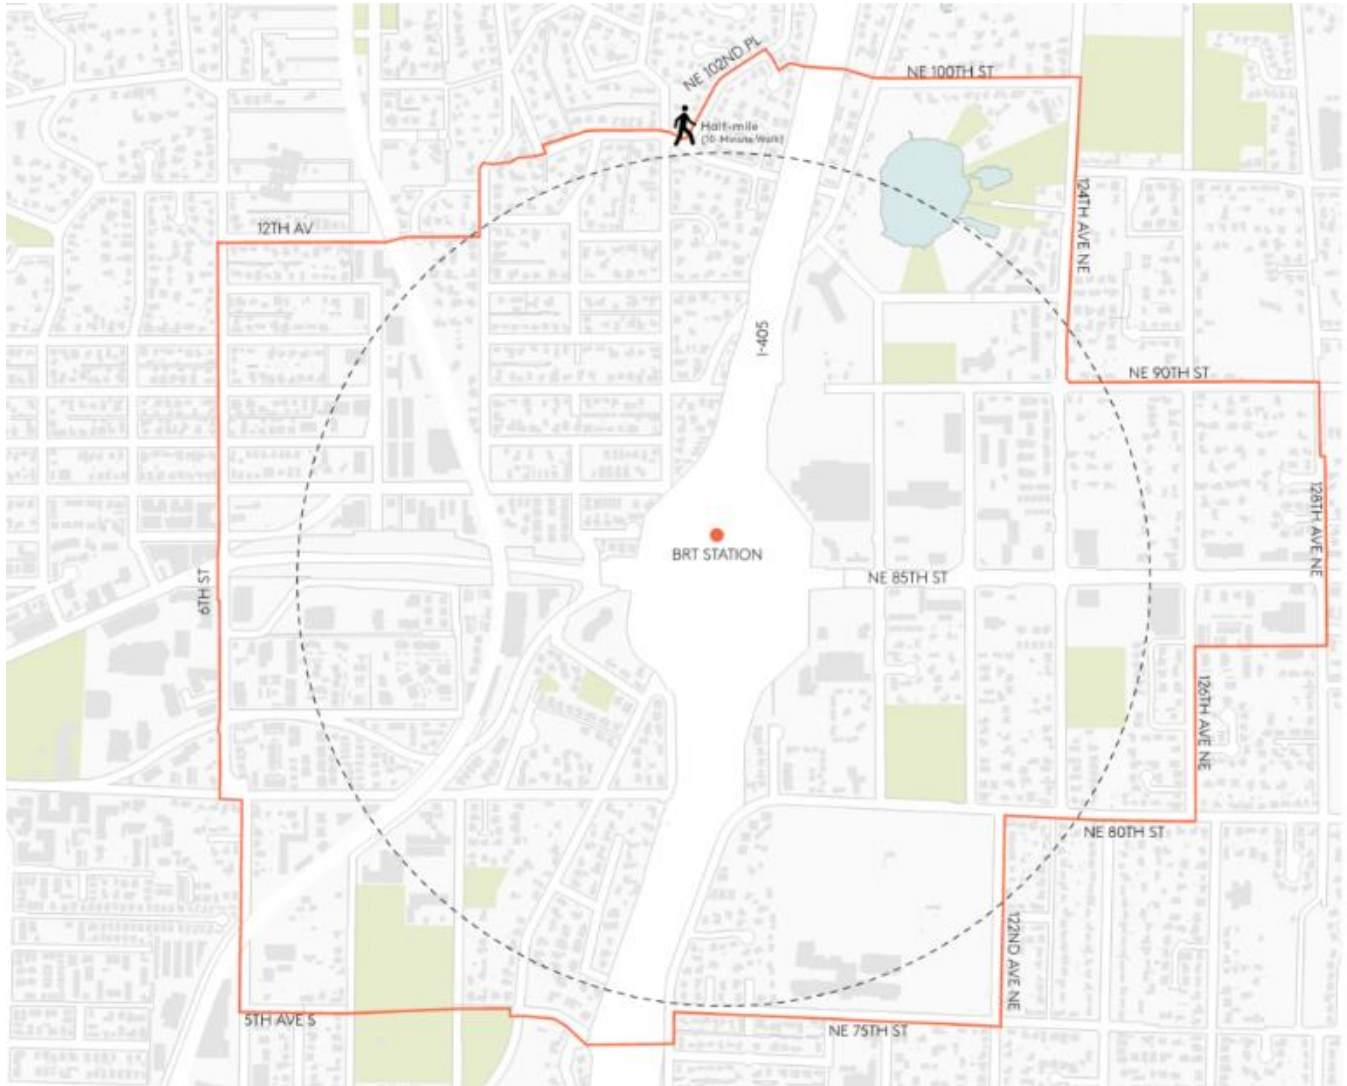 NE 102ND PL
NE 100TH ST
Half-mile
(10-Minute Walk)
124TH AVE NE
12TH AV
I-405
NE 90TH ST
128TH AVE NE
BRT STATION
NE 85TH ST
6TH ST
126TH AVE NE
NE 80TH ST
122ND AVE NE
5TH AVE S
NE 75TH ST